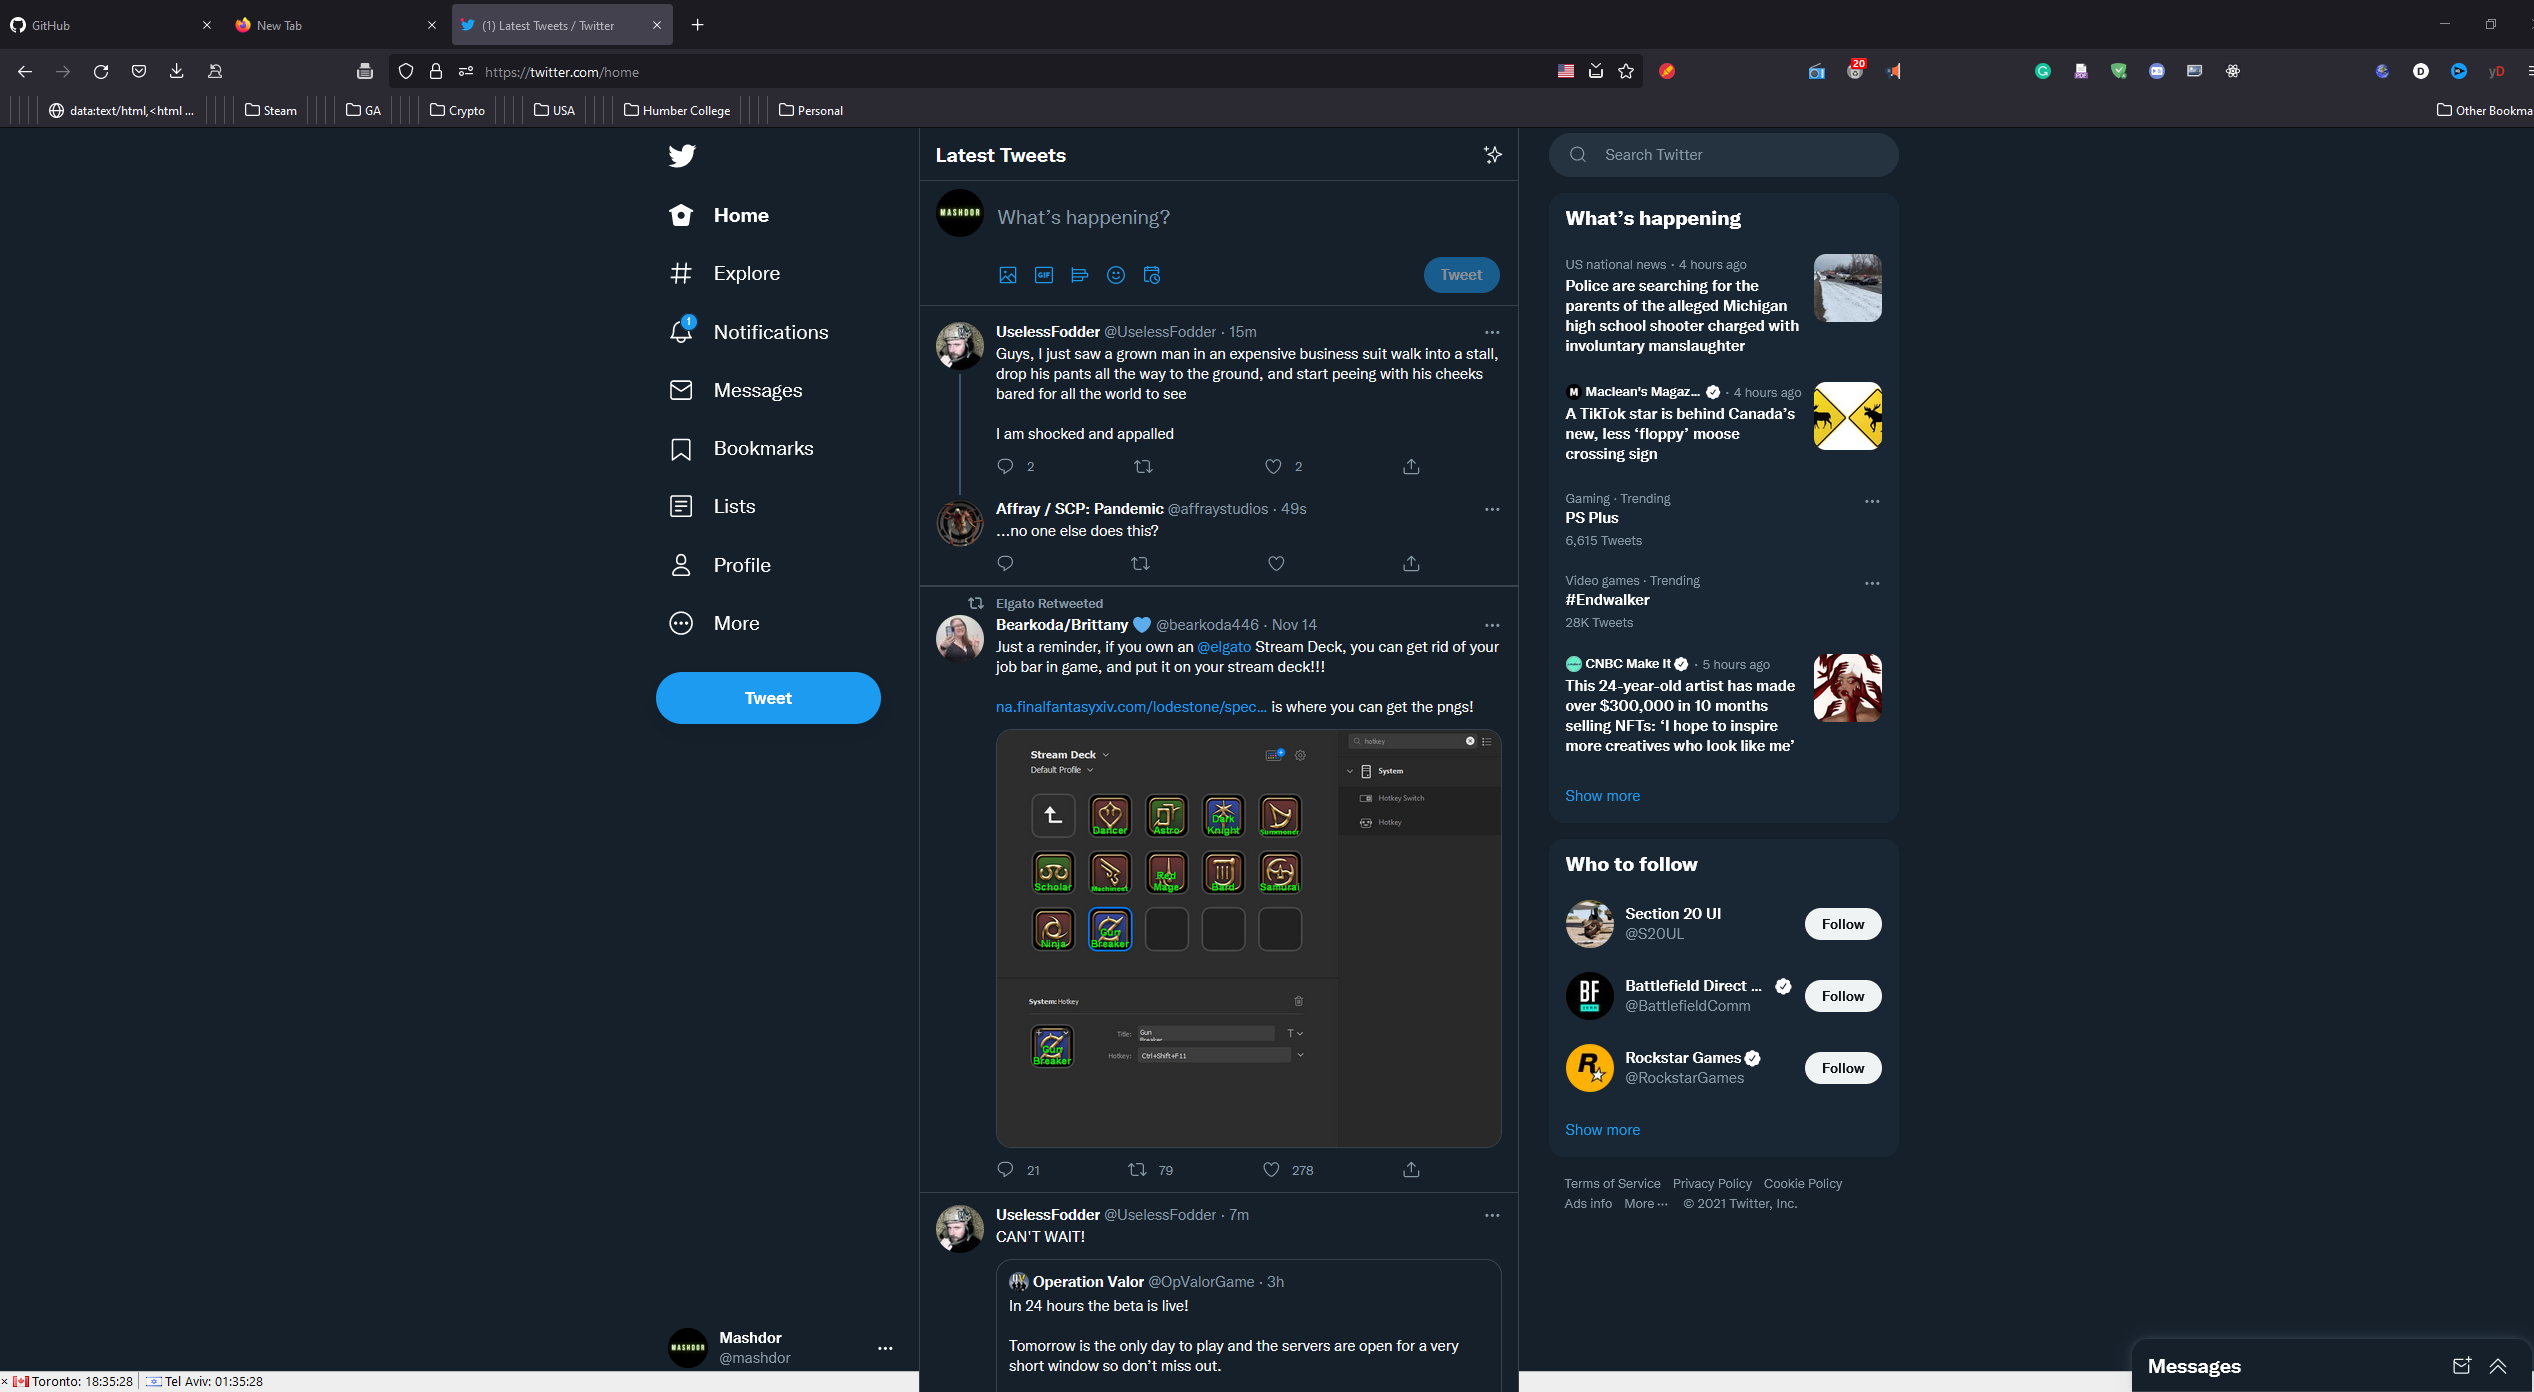 GitHub
New Tab
(1) Latest Tweets / Twitter
https://twitter.com/home
20
yD
data:text/html,<html ...
Steam
GA
Crypto
USA
Humber College
Personal
Other Bookma
Home
Explore
1
Notifications
Messages
Bookmarks
Lists
Profile
More
Tweet
Mashdor
@mashdor
Latest Tweets
MASHDOR
What's happening?
GIF
Tweet
UselessFodder @UselessFodder · 15m
Guys, I just saw a grown man in an expensive business suit walk into a stall,
drop his pants all the way to the ground, and start peeing with his cheeks
bared for all the world to see
I am shocked and appalled
2
2
Affray / SCP: Pandemic @affraystudios · 49s
...no one else does this?
Elgato Retweeted
Bearkoda/Brittany 💙 @bearkoda446 · Nov 14
Just a reminder, if you own an @elgato Stream Deck, you can get rid of your
job bar in game, and put it on your stream deck!!!
na.finalfantasyxiv.com/lodestone/spec... is where you can get the pngs!
Stream Deck
Default Profile
hotkey
System
Hotkey Switch
Hotkey
Dancer
Astro
Dark
Knight
Summoner
Scholar
Machinest
Red
Mage
Bard
Samurai
Ninja
Gun
Breaker
System: Hotkey
Gun
Breaker
Title:
Gun
Breaker
T
Hotkey:
Ctrl+Shift+F11
21
79
278
UselessFodder @UselessFodder · 7m
CAN'T WAIT!
Operation Valor @OpValorGame · 3h
In 24 hours the beta is live!
Tomorrow is the only day to play and the servers are open for a very
short window so don't miss out.
Search Twitter
What's happening
US national news · 4 hours ago
Police are searching for the
parents of the alleged Michigan
high school shooter charged with
involuntary manslaughter
Maclean's Magaz... · 4 hours ago
A TikTok star is behind Canada's
new, less 'floppy' moose
crossing sign
Gaming · Trending
PS Plus
6,615 Tweets
Video games · Trending
#Endwalker
28K Tweets
CNBC Make It · 5 hours ago
This 24-year-old artist has made
over $300,000 in 10 months
selling NFTs: 'I hope to inspire
more creatives who look like me'
Show more
Who to follow
Section 20 UI
@S20UL
Follow
BF
Battlefield Direct ...
@BattlefieldComm
Follow
R
Rockstar Games
@RockstarGames
Follow
Show more
Terms of Service Privacy Policy Cookie Policy
Ads info More ··· © 2021 Twitter, Inc.
Messages
MASHDOR
× Toronto: 18:35:28 Tel Aviv: 01:35:28